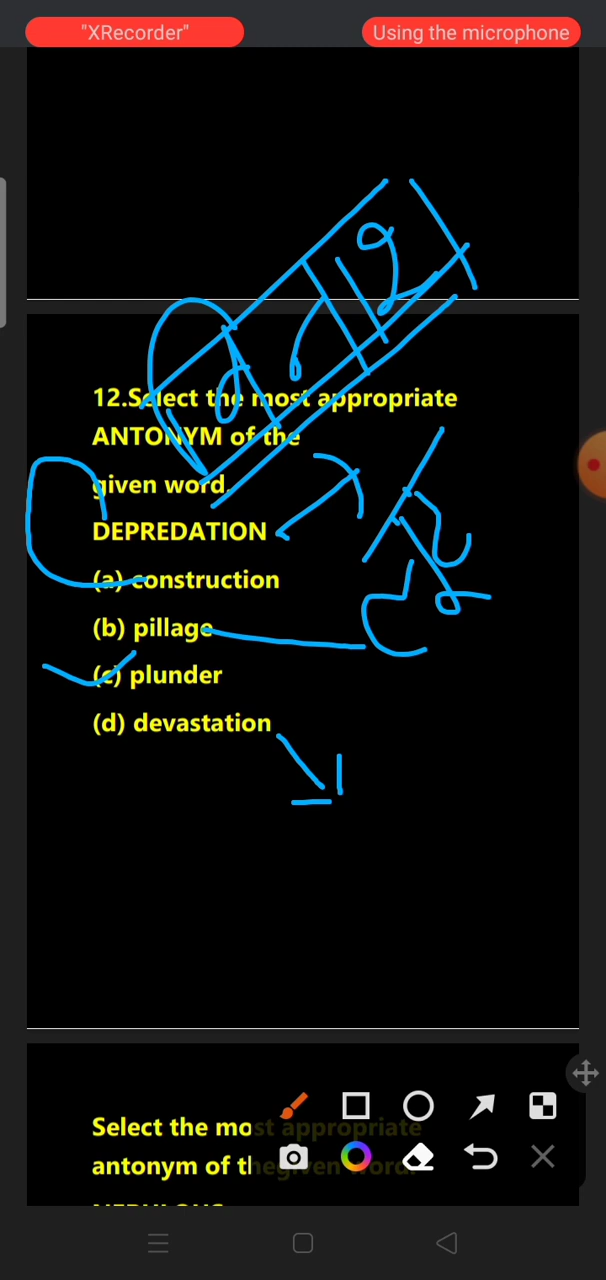 "XRecorder" Using the microphone
12.Select the most appropriate
ANTONYM of the
given word.
DEPREDATION
(a) construction
(b) pillage
(c) plunder
(d) devastation
Select the most appropriate
antonym of the given word.